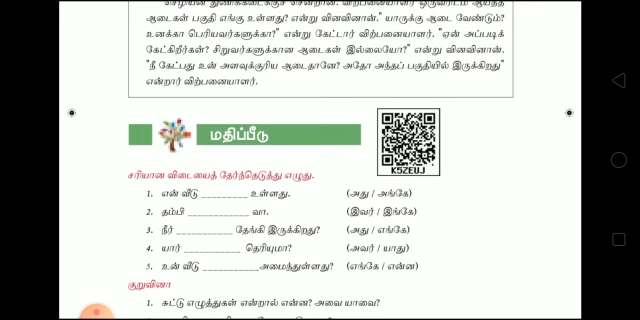 ஆடைகள் பகுதி எங்கு உள்ளது? என்று வினவினான். "யாருக்கு ஆடை வேண்டும்?
உனக்கா பெரியவர்களுக்கா?" என்று கேட்டார் விற்பனையாளர். "ஏன் அப்படிக்
கேட்கிறீர்கள்? சிறுவர்களுக்கான ஆடைகள் இல்லையோ?" என்று வினவினான்.
"நீ கேட்பது உன் அளவுக்குரிய ஆடைதானே? அதோ அந்தப் பகுதியில் இருக்கிறது"
என்றார் விற்பனையாளர்.
மதிப்பீடு
K5ZEUJ
சரியான விடையைத் தேர்ந்தெடுத்து எழுது.
1. என் வீடு _________ உள்ளது. (அது / அங்கே)
2. தம்பி ____________ வா. (இவர் / இங்கே)
3. நீர் ___________ தேங்கி இருக்கிறது? (அது / எங்கே)
4. யார் ___________ தெரியுமா? (அவர் / யாது)
5. உன் வீடு ___________அமைந்துள்ளது? (எங்கே / என்ன)
குறுவினா
1. சுட்டு எழுத்துகள் என்றால் என்ன? அவை யாவை?